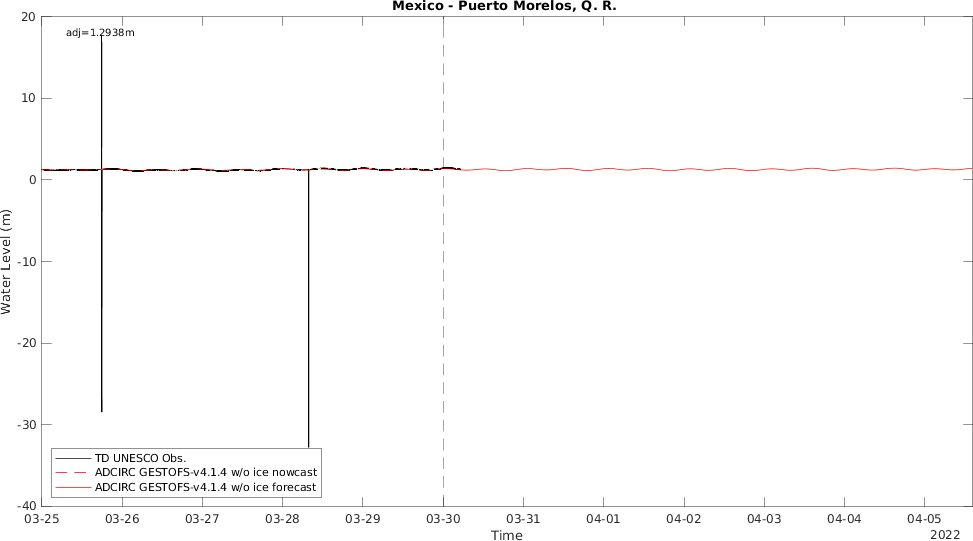 Mexico - Puerto Morelos, Q. R.
20
adj=1.2938m
10
0
-10
-20
-30
-40
Water Level (m)
TD UNESCO Obs.
ADCIRC GESTOFS-v4.1.4 w/o ice nowcast
ADCIRC GESTOFS-v4.1.4 w/o ice forecast
03-25 03-26 03-27 03-28 03-29 03-30 03-31 04-01 04-02 04-03 04-04 04-05
Time
2022